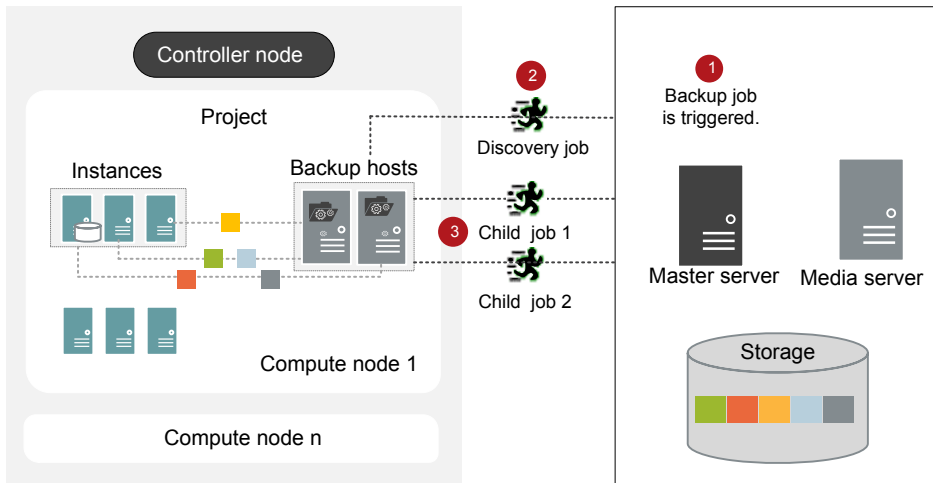 Controller node
Project
Instances
Backup hosts
Compute node 1
Compute node n
2
Discovery job
3
Child job 1
Child job 2
1
Backup job
is triggered.
Master server
Media server
Storage